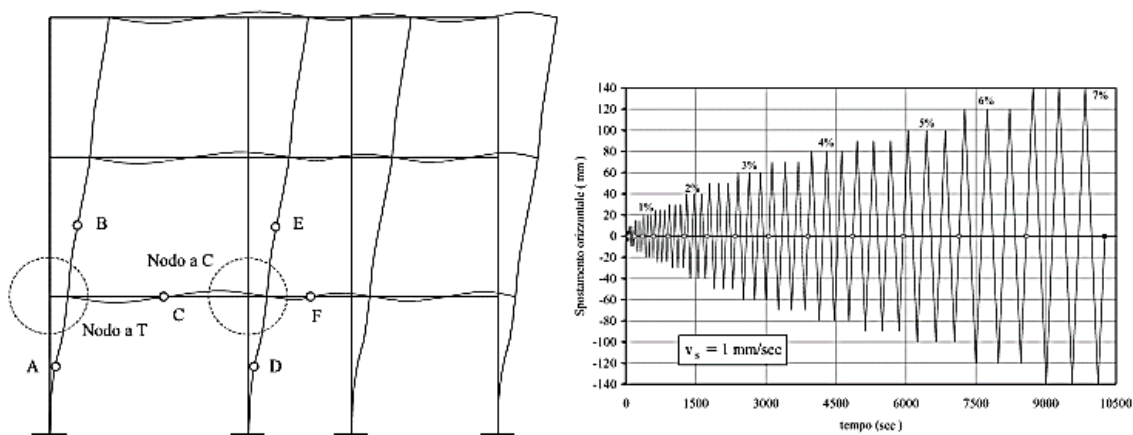 B
E
Nodo a C
Nodo a T
C
F
A
D
Spostamento orizzontale ( mm )
140
120
100
80
60
40
20
0
-20
-40
-60
-80
-100
-120
-140
1%
2%
3%
4%
5%
6%
7%
vs = 1 mm/sec
0 1500 3000 4500 6000 7500 9000 10500
tempo (sec )